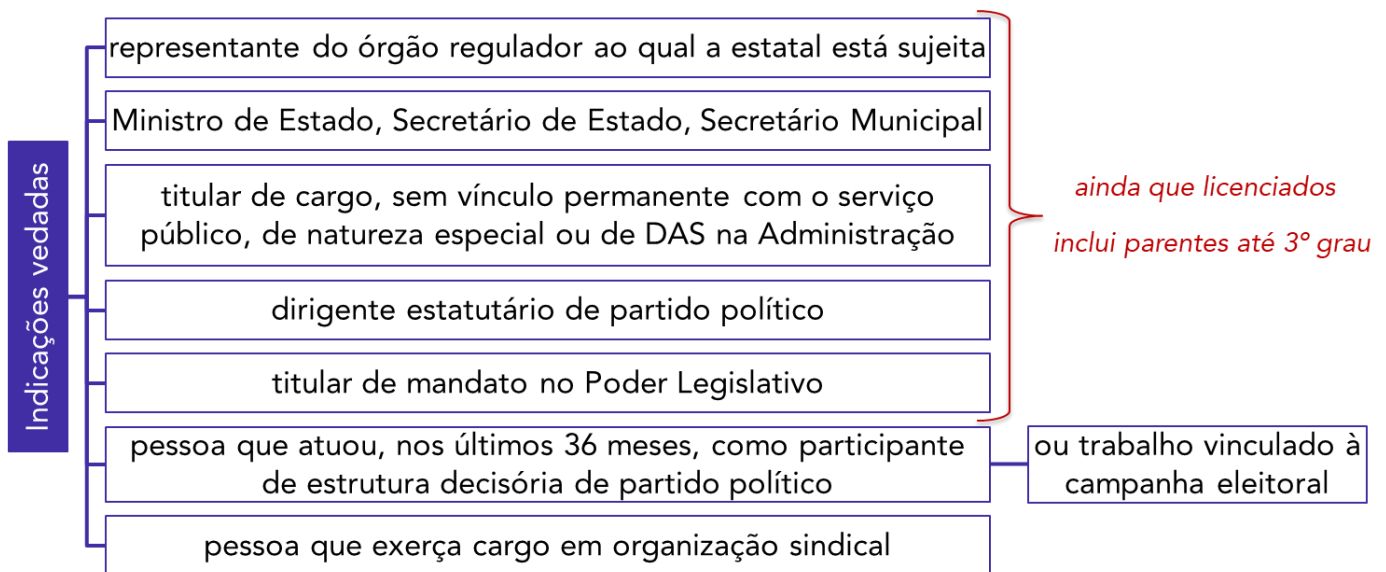 Indicações vedadas
representante do órgão regulador ao qual a estatal está sujeita
Ministro de Estado, Secretário de Estado, Secretário Municipal
titular de cargo, sem vínculo permanente com o serviço
público, de natureza especial ou de DAS na Administração
dirigente estatutário de partido político
titular de mandato no Poder Legislativo
ainda que licenciados
inclui parentes até 3º grau
pessoa que atuou, nos últimos 36 meses, como participante
de estrutura decisória de partido político
ou trabalho vinculado à
campanha eleitoral
pessoa que exerça cargo em organização sindical